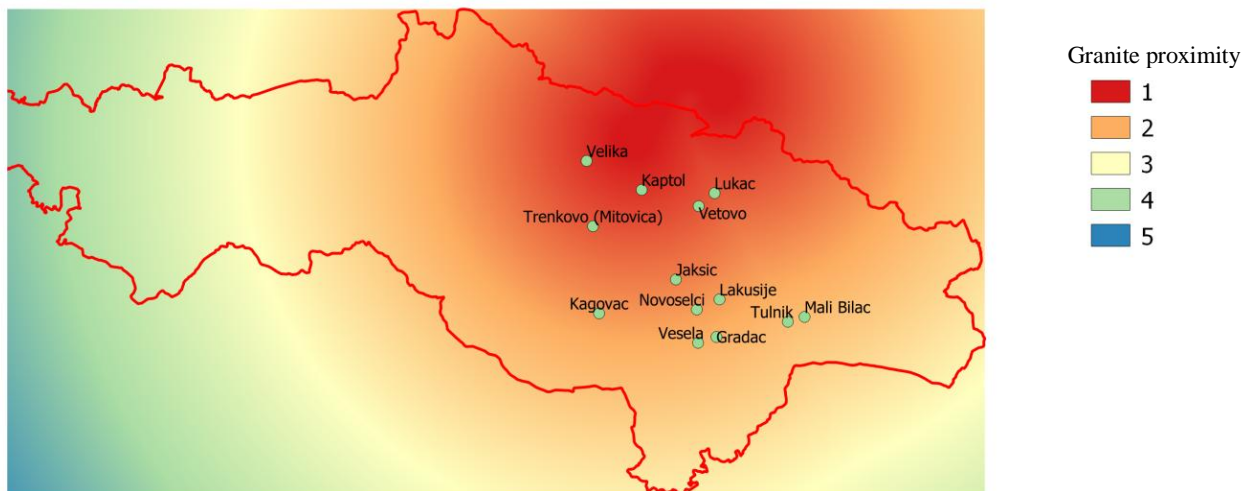 Granite proximity
1
2
3
4
5
Velika
Kaptol
Lukac
Vetovo
Trenkovo (Mitovica)
Jaksic
Lakusije
Novoselci
Kagovac
Tulnik
Mali Bilac
Vesela
Gradac